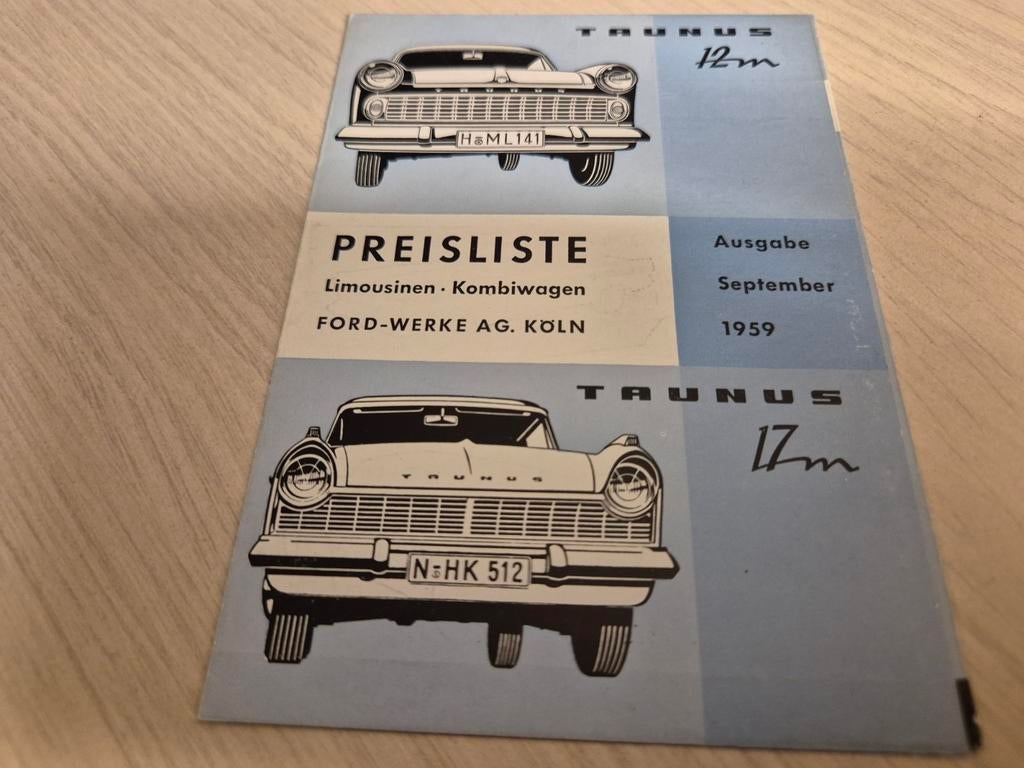 TAUNUS
12m
TAUNUS
H-ML 141
PREISLISTE
Limousinen · Kombiwagen
FORD-WERKE AG. KÖLN
Ausgabe
September
1959
TAUNUS
17m
TAUNUS
N-HK 512